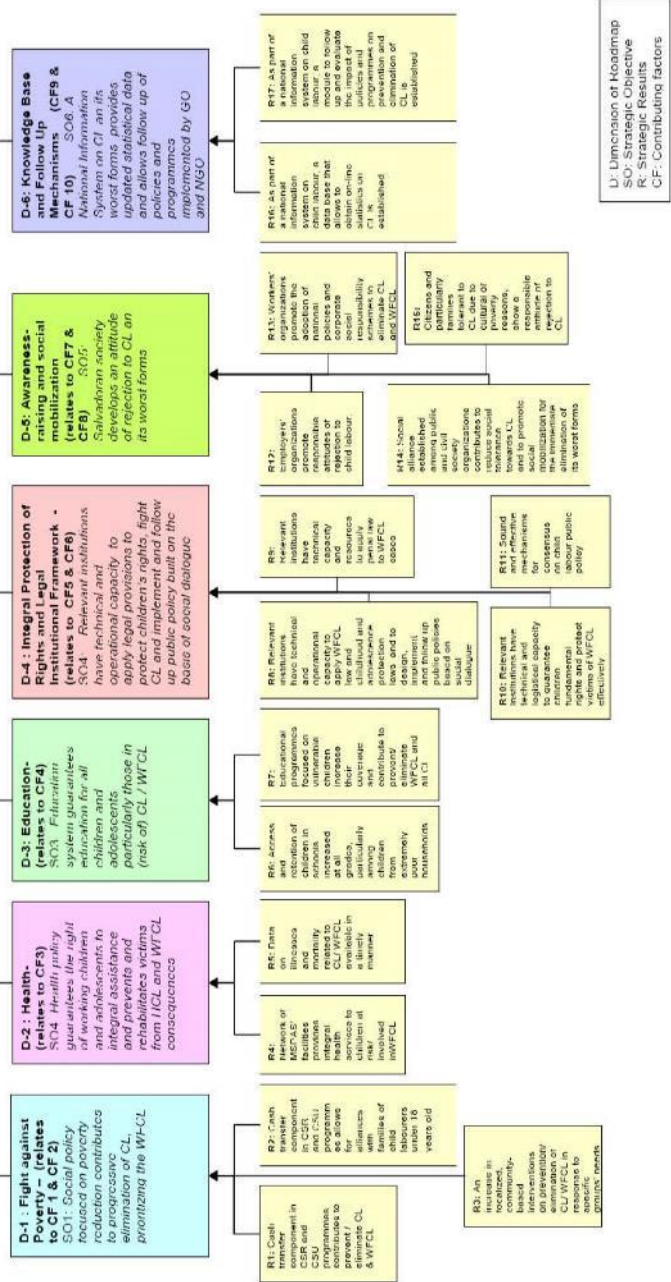 D-1 : Fight against
Poverty – (relates
to CF 1 & CF 2)
SO1: Social policy
focused on poverty
reduction contributes
to progressive
elimination of CL,
prioritizing the WFCL
R1: Cash
transfer
component in
CSR and CSU
programmes
contributes to
prevent /
eliminate CL
& WFCL
R2: Cash
transfer
component
in CSR
and CSU
programm
es allows
for
alliances
with
families of
child
labourers
under 18
years old
R3: An
increase in
localized,
community-
based
interventions
on prevention/
elimination of
CL/ WFCL in
response to
specific
groups' needs
D-2 : Health-
(relates to CF3)
SO4 Health policy
guarantees the right
of working children
and adolescents to
integral assistance
and prevents and
rehabilitates victims
from HCL and WFCL
consequences
R4:
Network of
MSPAS'
facilities
provides
integral
health
services to
children at
risk/
involved
inWFCL
R5: Data
on
illnesses
and
mortality
related to
CL/ WFCL
available in
a timely
manner
D-3: Education-
(relates to CF4)
SO3 Education
system guarantees
education for all
children and
adolescents
particularly those in
(risk of) CL / WFCL
R6: Access
and
retention of
children in
schools
increased
at all
grades,
particularly
among
children
from
extremely
poor
households
R7:
Educational
programmes
focused on
vulnerable
children
increase
their
coverage
and
contribute to
prevent/
eliminate
WFCL and
all CL
D-4 : Integral Protection of
Rights and Legal
Institutional Framework -
(relates to CF5 & CF6)
SO4 Relevant institutions
have technical and
operational capacity to
apply legal provisions to
protect children's rights, fight
CL and implement and follow
up public policy built on the
basis of social dialogue
R8: Relevant
institutions
have technical
and
operational
capacity to
apply WFCL
law and
childhood and
adolescence
protection
laws and to
design
implement
and follow up
public policies
based on
social
dialogue
R9:
Relevant
institutions
have
technical
capacity
and
resources
to apply
penal law
to WFCL
cases
R10: Relevant
institutions have
technical and
logistical capacity
to guarantee
children
fundamental
rights and protect
victims of WFCL
effectively
R11: Sound
and effective
mechanisms
for
consensus
on child
labour public
policy
D-5: Awareness-
raising and social
mobilization
(relates to CF7 &
CF8) SO5:
Salvadoran society
develops an attitude
of rejection to CL an
its worst forms
R12:
Employers'
organizations
promote
responsible
attitudes of
rejection to
child labour.
R13: Workers'
organizations
promote the
adoption of
national
policies and
corporate
social
responsibility
schemes to
eliminate CL
and WFCL
R14: Social
alliance
established
among public
and civil
society
organizations
contributes to
reduce social
tolerance
towards CL
and to promote
social
mobilization for
the immediate
elimination of
its worst forms
R15:
Citizens and
particularly
families
tolerant to
CL due to
cultural or
poverty
reasons,
show a
responsible
attitude of
rejection to
CL
D-6: Knowledge Base
and Follow Up
Mechanisms (CF9 &
CF 10) SO6. A
National Information
System on CL an its
worst forms provides
updated statistical data
and allows follow up of
policies and
programmes
implemented by GO
and NGO
R16: As part of
a national
information
system on
child labour, a
data base that
allows to
obtain on-line
statistics on
CL is
established
R17: As part of
a national
information
system on child
labour, a
module to follow
up and evaluate
the impact of
policies and
programmes on
prevention and
elimination of
CL is
established
D: Dimension of Roadmap
SO: Strategic Objective
R: Strategic Results
CF: Contributing factors